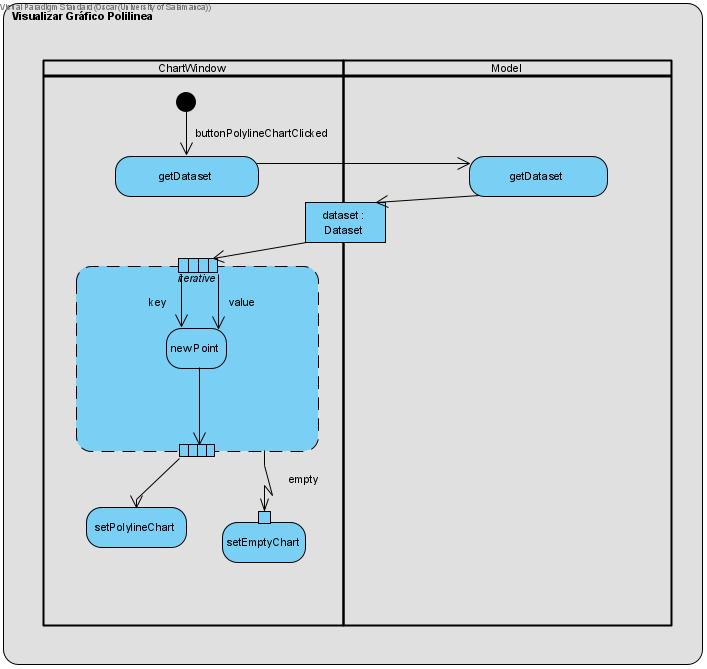 Visual Paradigm Standard(Oscar(University of Salamanca))
Visualizar Gráfico Polilinea
ChartWindow
Model
buttonPolylineChartClicked
getDataset
getDataset
dataset :
Dataset
iterative
key
value
newPoint
empty
setPolylineChart
setEmptyChart